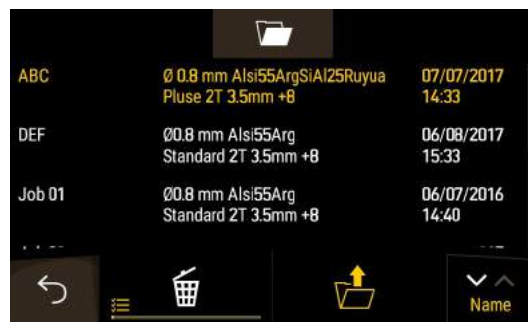 ABC Ø 0.8 mm Alsi55ArgSiAl25Ruyua 07/07/2017
Pluse 2T 3.5mm +8 14:33
DEF Ø0.8 mm Alsi55Arg 06/08/2017
Standard 2T 3.5mm +8 15:33
Job 01 Ø0.8 mm Alsi55Arg 06/07/2016
Standard 2T 3.5mm +8 14:40
Name